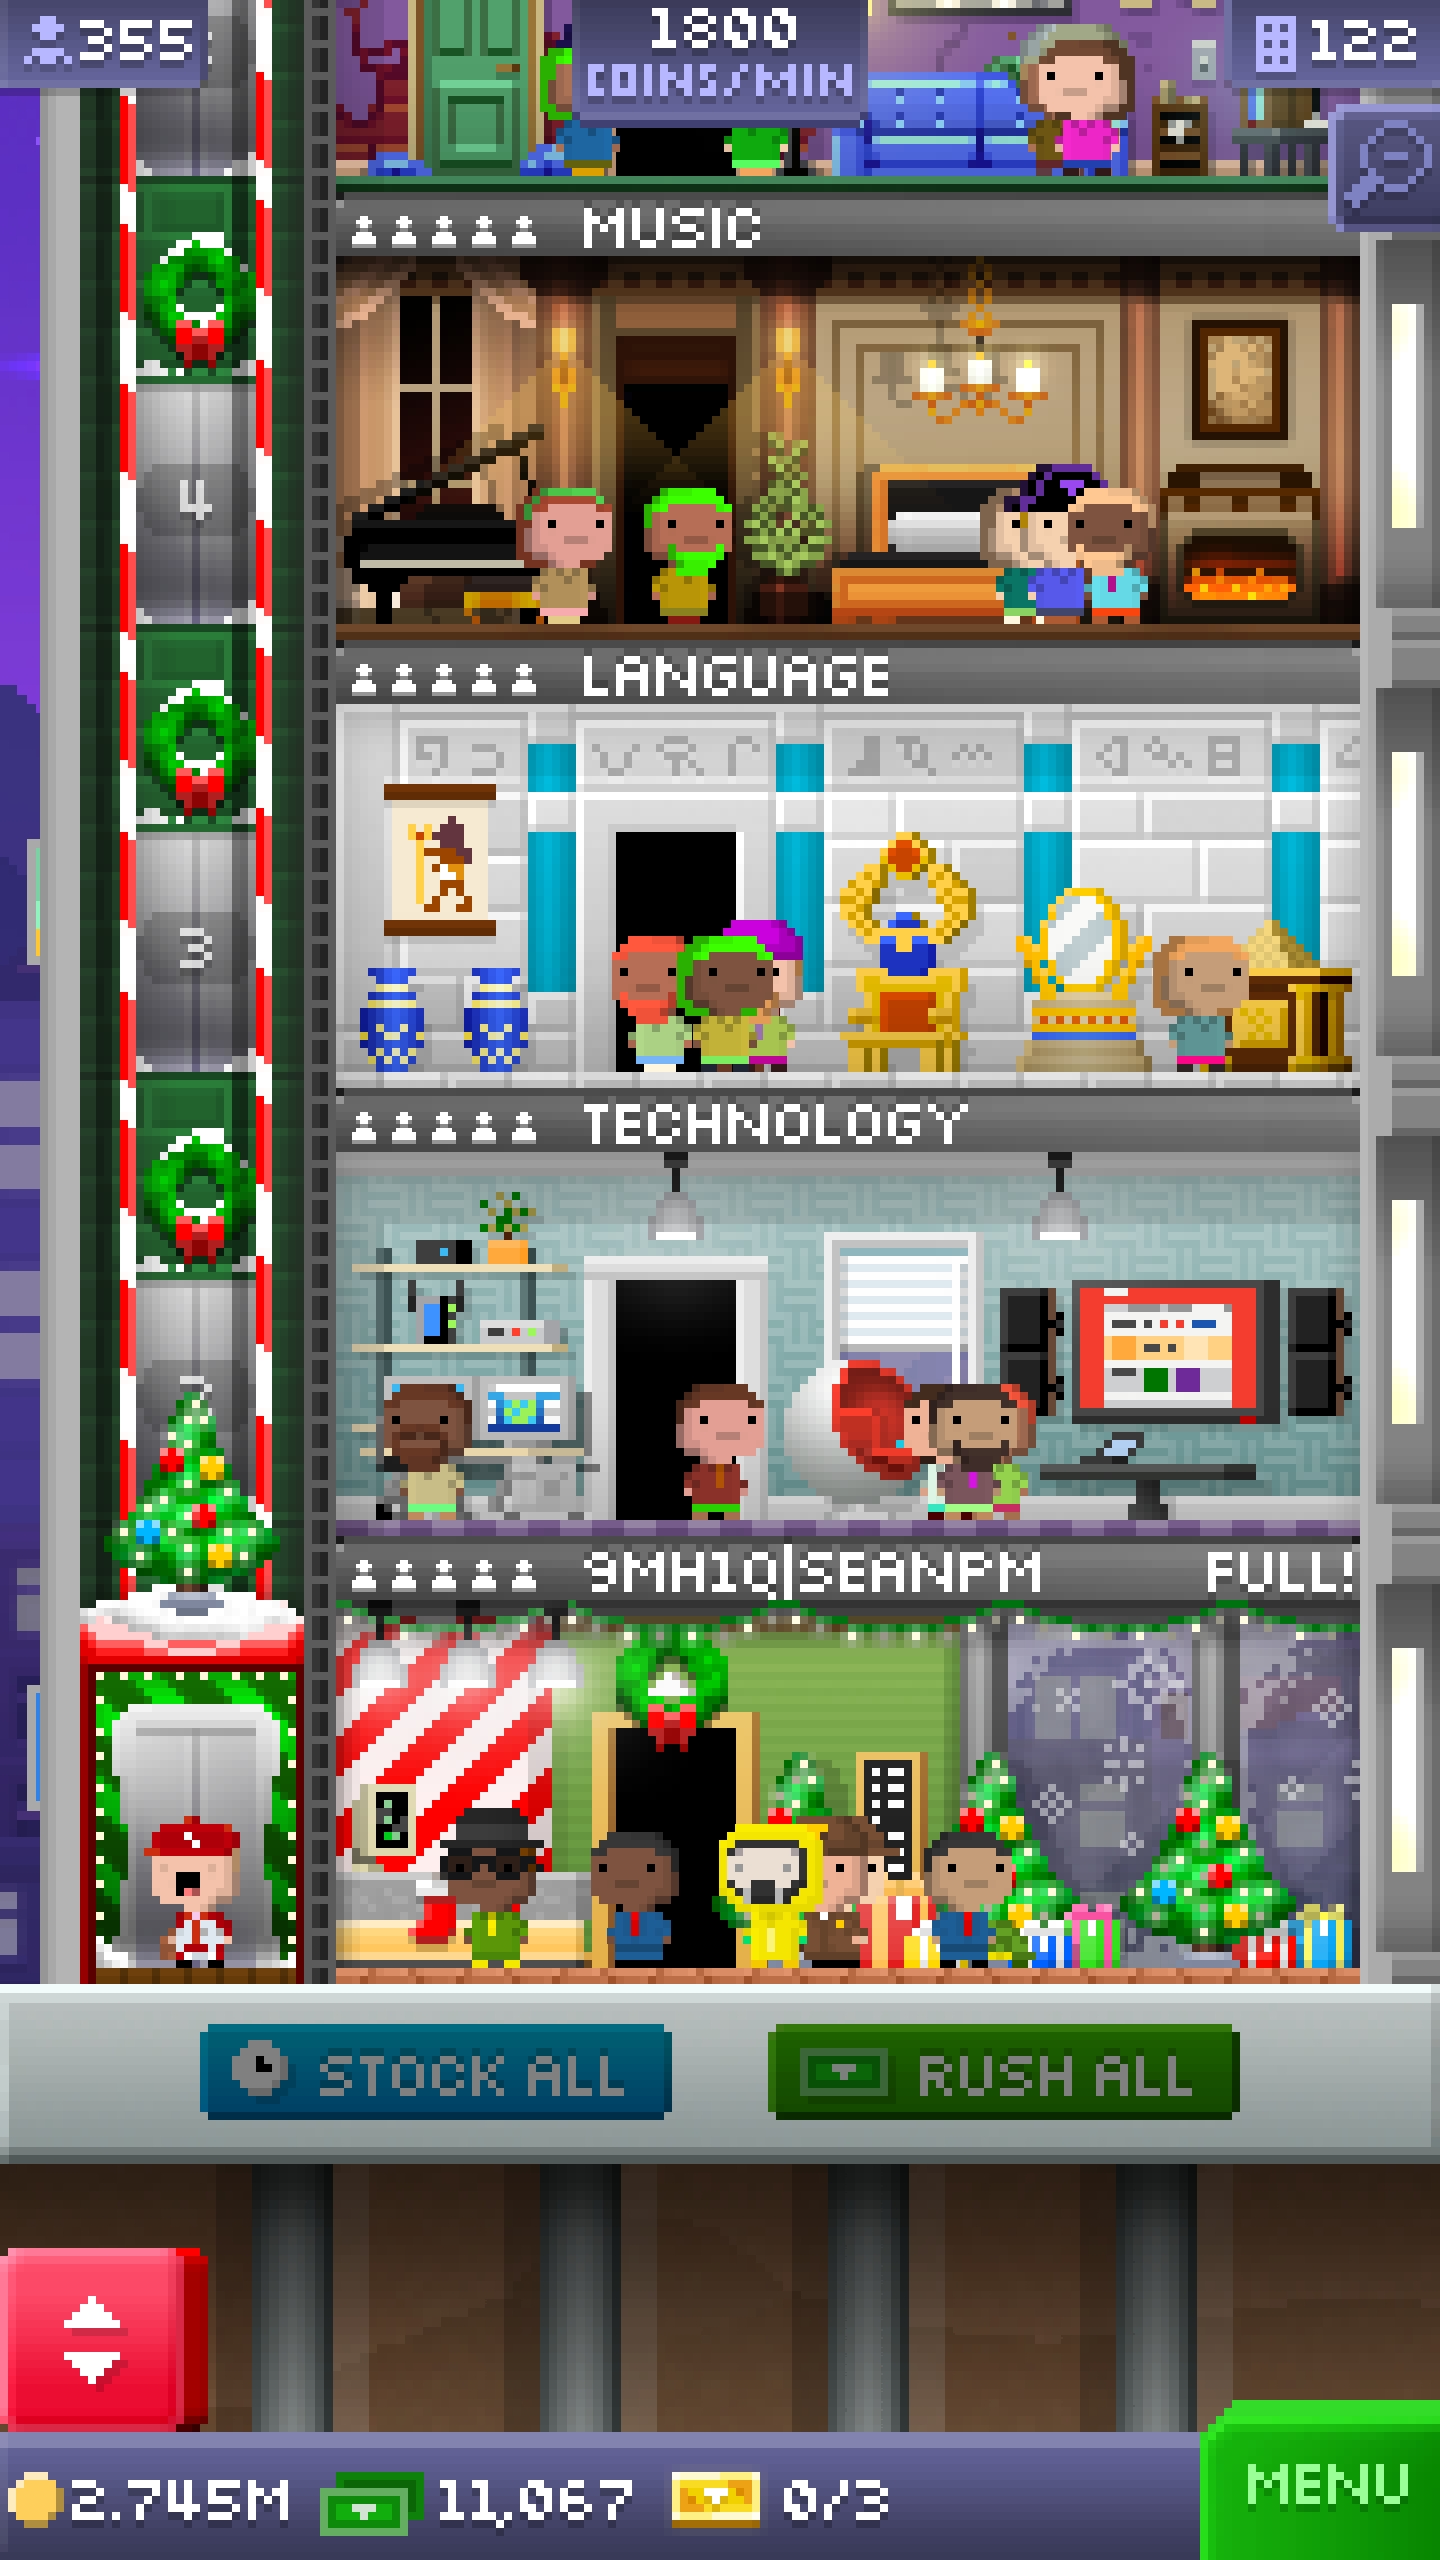 355
1800
COINS/MIN
122
MUSIC
4
LANGUAGE
3
TECHNOLOGY
9MH1Q|SEANPM FULL!
STOCK ALL
RUSH ALL
2.745M
11,067
0/3
MENU